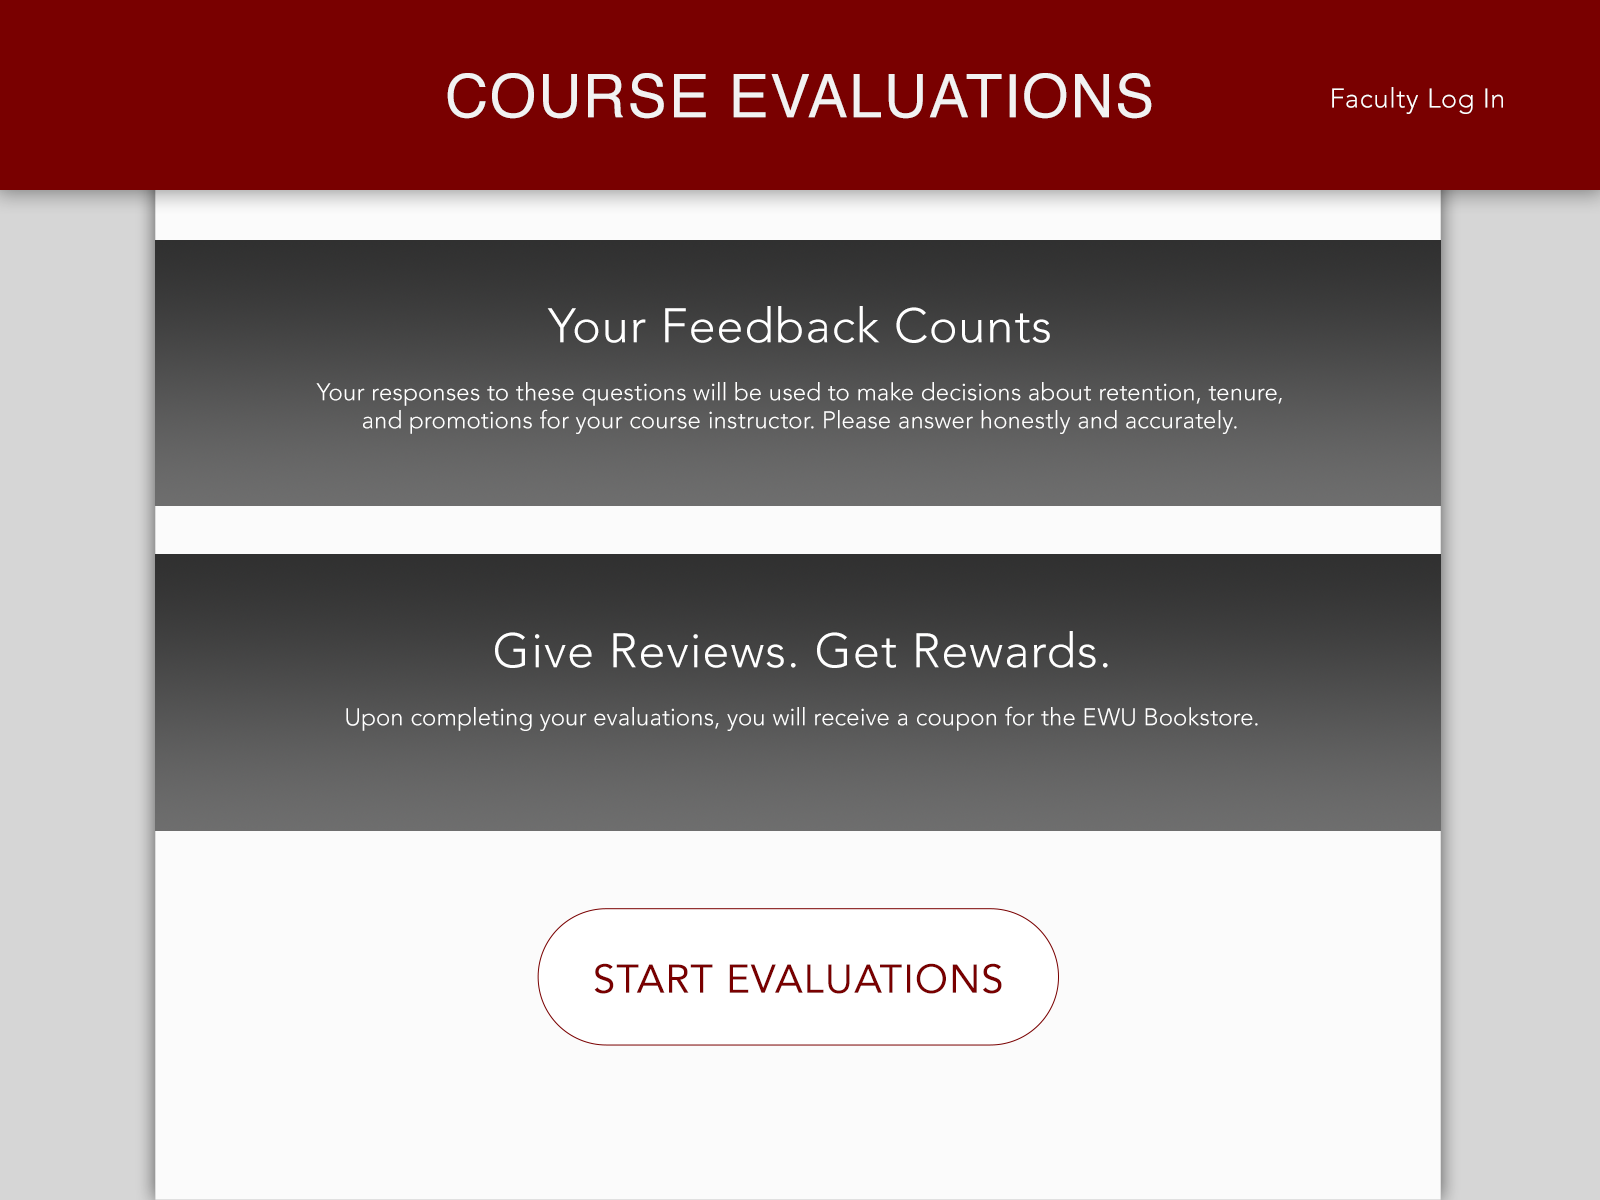 COURSE EVALUATIONS
Faculty Log In
Your Feedback Counts
Your responses to these questions will be used to make decisions about retention, tenure,
and promotions for your course instructor. Please answer honestly and accurately.
Give Reviews. Get Rewards.
Upon completing your evaluations, you will receive a coupon for the EWU Bookstore.
START EVALUATIONS